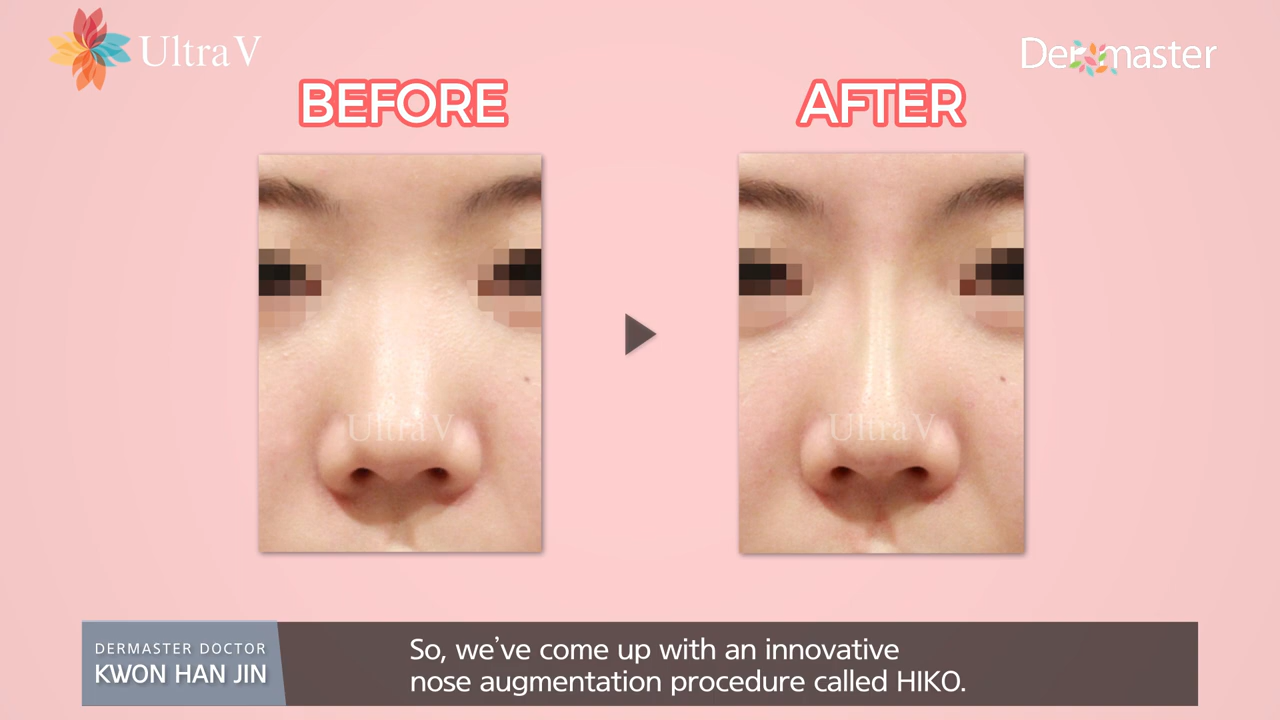 Ultra V
Dermaster
BEFORE
AFTER
Ultra V
Ultra V
DERMASTER DOCTOR
KWON HAN JIN
So, we've come up with an innovative
nose augmentation procedure called HIKO.